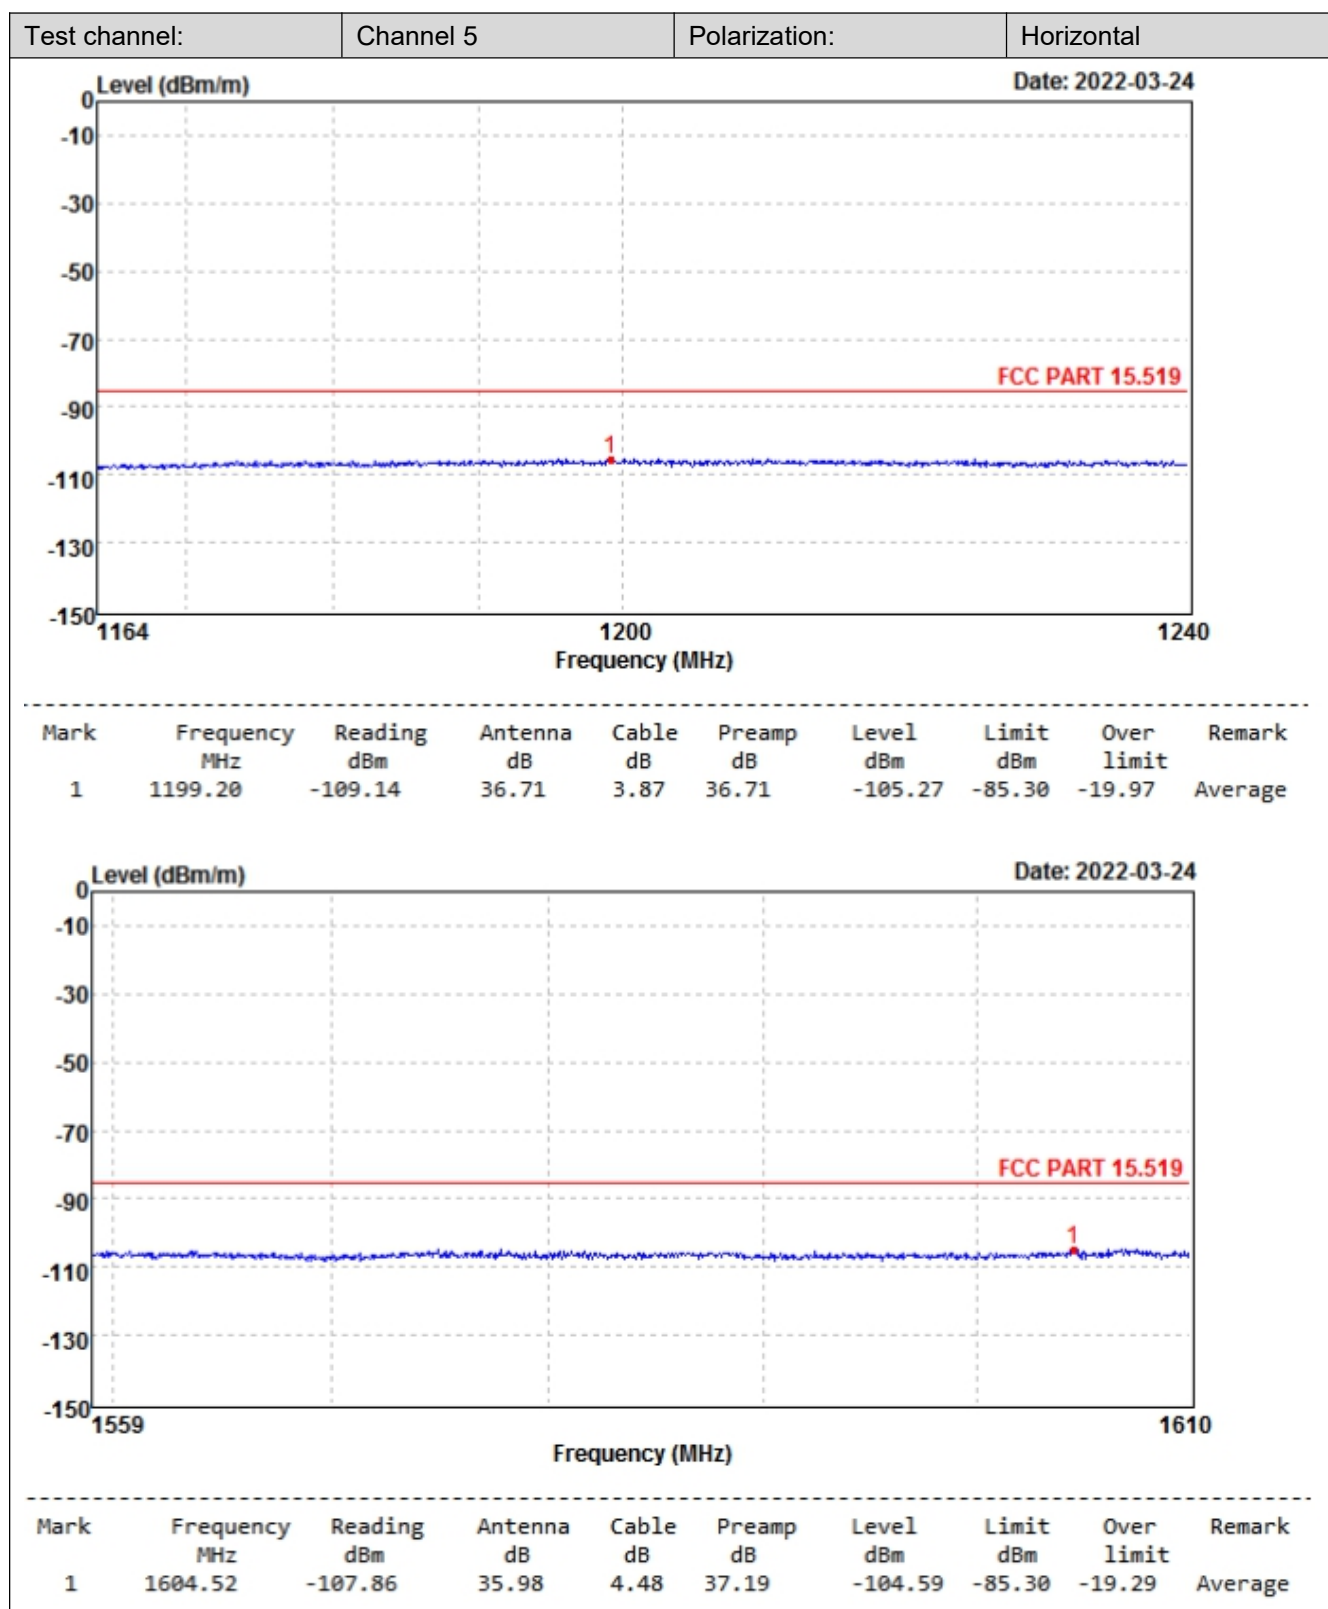 Test channel: Channel 5 Polarization: Horizontal
Level (dBm/m) Date: 2022-03-24
0
-10
-30
-50
-70
FCC PART 15.519
-90
1
-110
-130
-150
1164 1200 1240
Frequency (MHz)
Mark Frequency Reading Antenna Cable Preamp Level Limit Over Remark
MHz dBm dB dB dB dBm dBm limit
1 1199.20 -109.14 36.71 3.87 36.71 -105.27 -85.30 -19.97 Average
Level (dBm/m) Date: 2022-03-24
0
-10
-30
-50
-70
FCC PART 15.519
-90
1
-110
-130
-150
1559 1610
Frequency (MHz)
Mark Frequency Reading Antenna Cable Preamp Level Limit Over Remark
MHz dBm dB dB dB dBm dBm limit
1 1604.52 -107.86 35.98 4.48 37.19 -104.59 -85.30 -19.29 Average